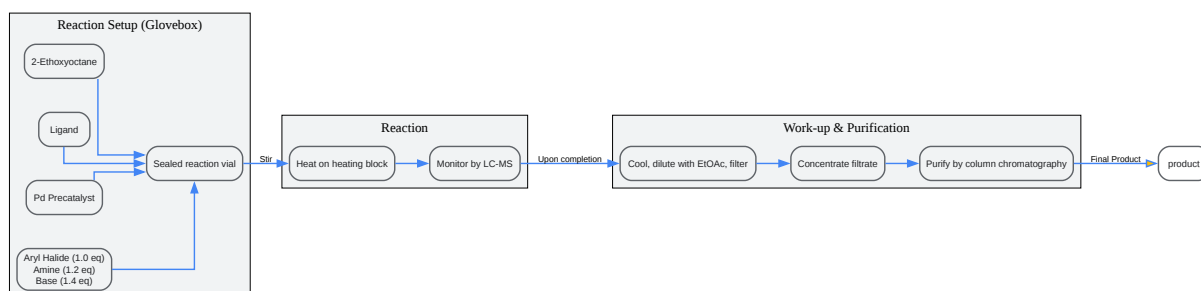 Reaction Setup (Glovebox)
2-Ethoxyoctane
Ligand
Sealed reaction vial
Pd Precatalyst
Aryl Halide (1.0 eq)
Amine (1.2 eq)
Base (1.4 eq)
Stir
Reaction
Heat on heating block
Monitor by LC-MS
Upon completion
Work-up & Purification
Cool, dilute with EtOAc, filter
Concentrate filtrate
Purify by column chromatography
Final Product
product